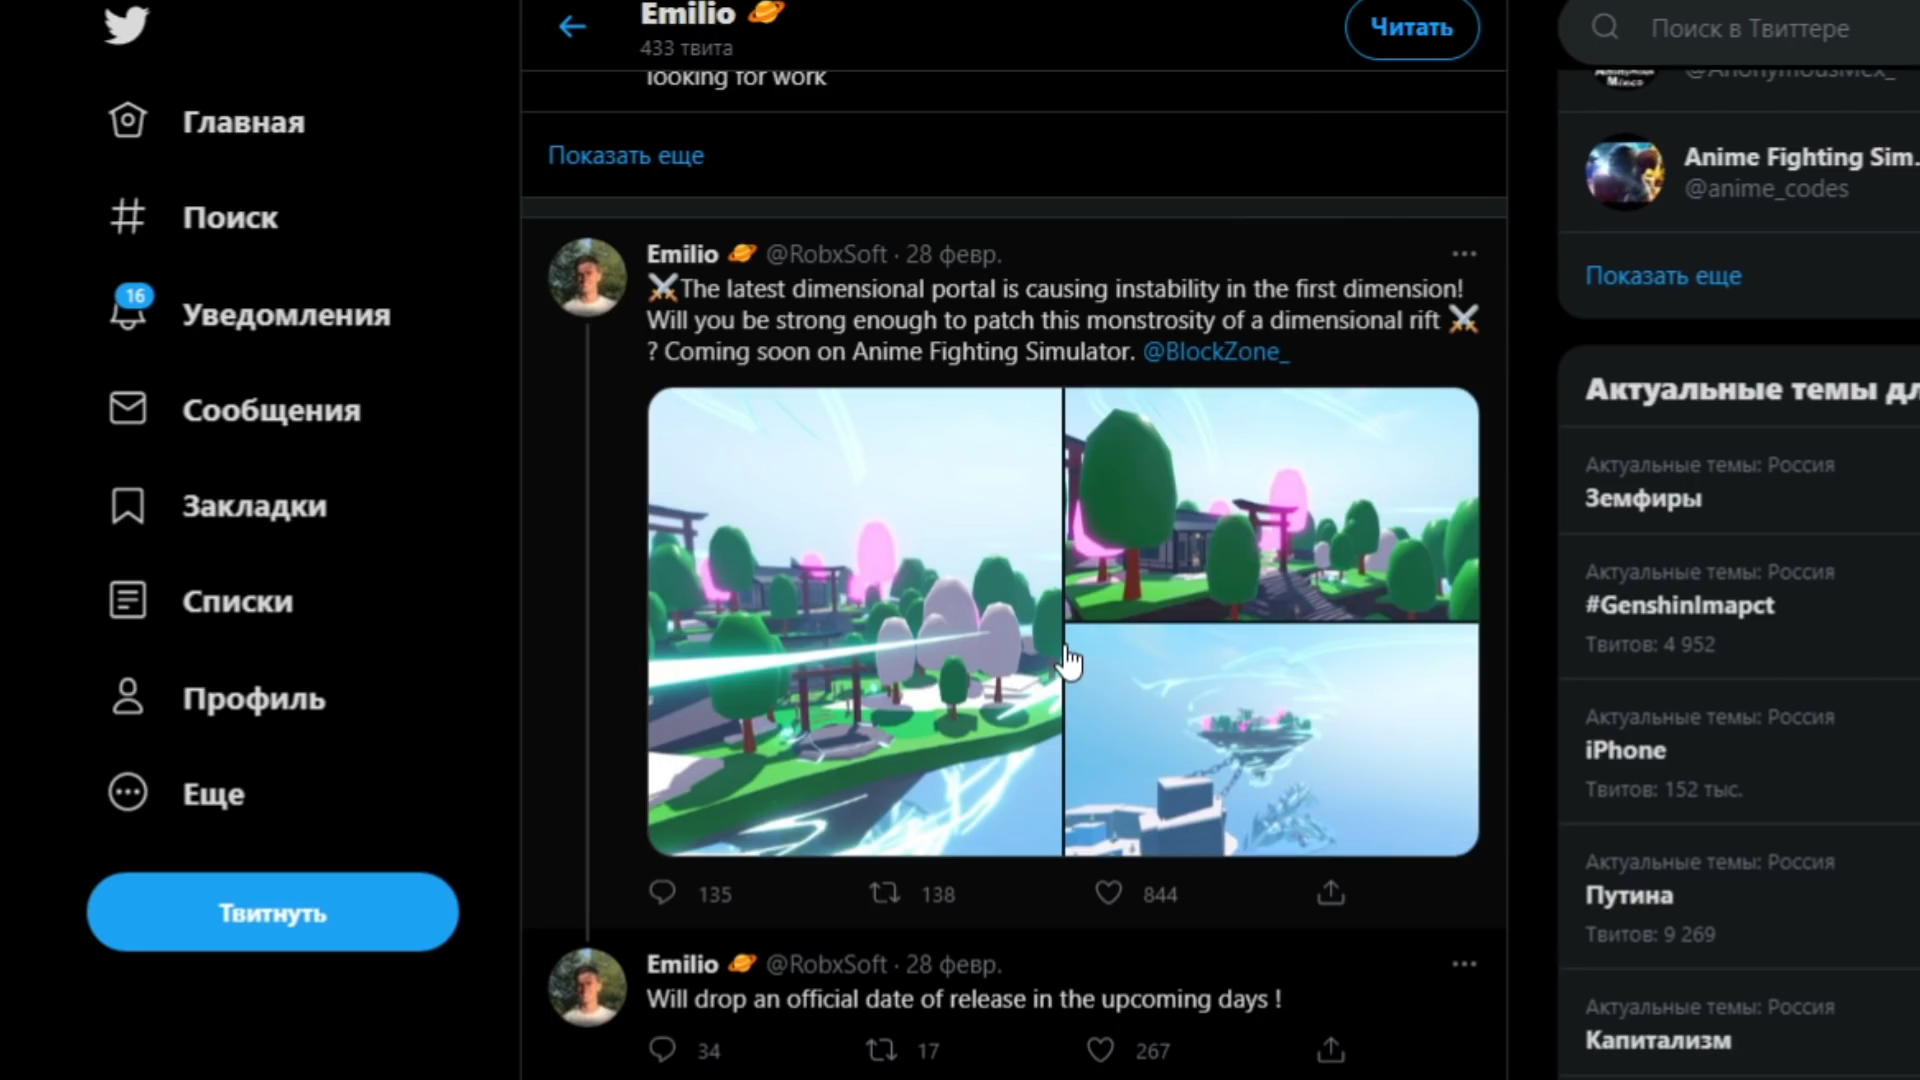 Главная
Поиск
16
Уведомления
Сообщения
Закладки
Списки
Профиль
Еще
Твитнуть
Emilio
433 твита
Читать
looking for work
Показать еще
Emilio @RobxSoft · 28 февр.
The latest dimensional portal is causing instability in the first dimension!
Will you be strong enough to patch this monstrosity of a dimensional rift
? Coming soon on Anime Fighting Simulator. @BlockZone_
135 138 844
Emilio @RobxSoft · 28 февр.
Will drop an official date of release in the upcoming days !
34 17 267
Поиск в Твиттере
@AnonymousMex_
Anime Fighting Sim.
@anime_codes
Показать еще
Актуальные темы дл
Актуальные темы: Россия
Земфиры
Актуальные темы: Россия
#GenshinImapct
Твитов: 4 952
Актуальные темы: Россия
iPhone
Твитов: 152 тыс.
Актуальные темы: Россия
Путина
Твитов: 9 269
Актуальные темы: Россия
Капитализм